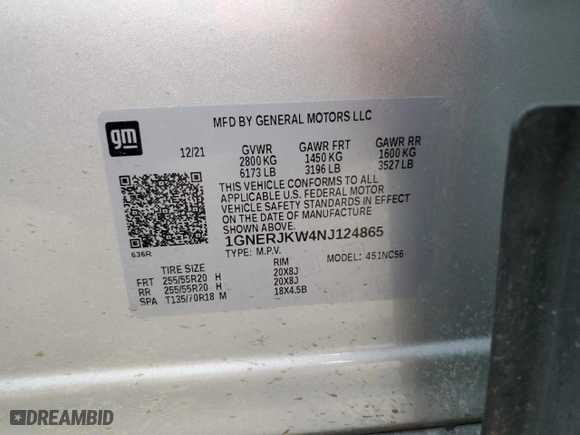 MFD BY GENERAL MOTORS LLC
gm
12/21 GVWR GAWR FRT GAWR RR
2800 KG 1450 KG 1600 KG
6173 LB 3196 LB 3527 LB
THIS VEHICLE CONFORMS TO ALL
APPLICABLE U.S. FEDERAL MOTOR
VEHICLE SAFETY STANDARDS IN EFFECT
ON THE DATE OF MANUFACTURE
SHOWN ABOVE.
1GNERJKW4NJ124865
636R TYPE: M.P.V. MODEL: 451NC56
TIRE SIZE RIM
FRT 255/55R20 H 20X8J
RR 255/55R20 H 20X8J
SPA T135/70R18 M 18X4.5B
DREAMBID